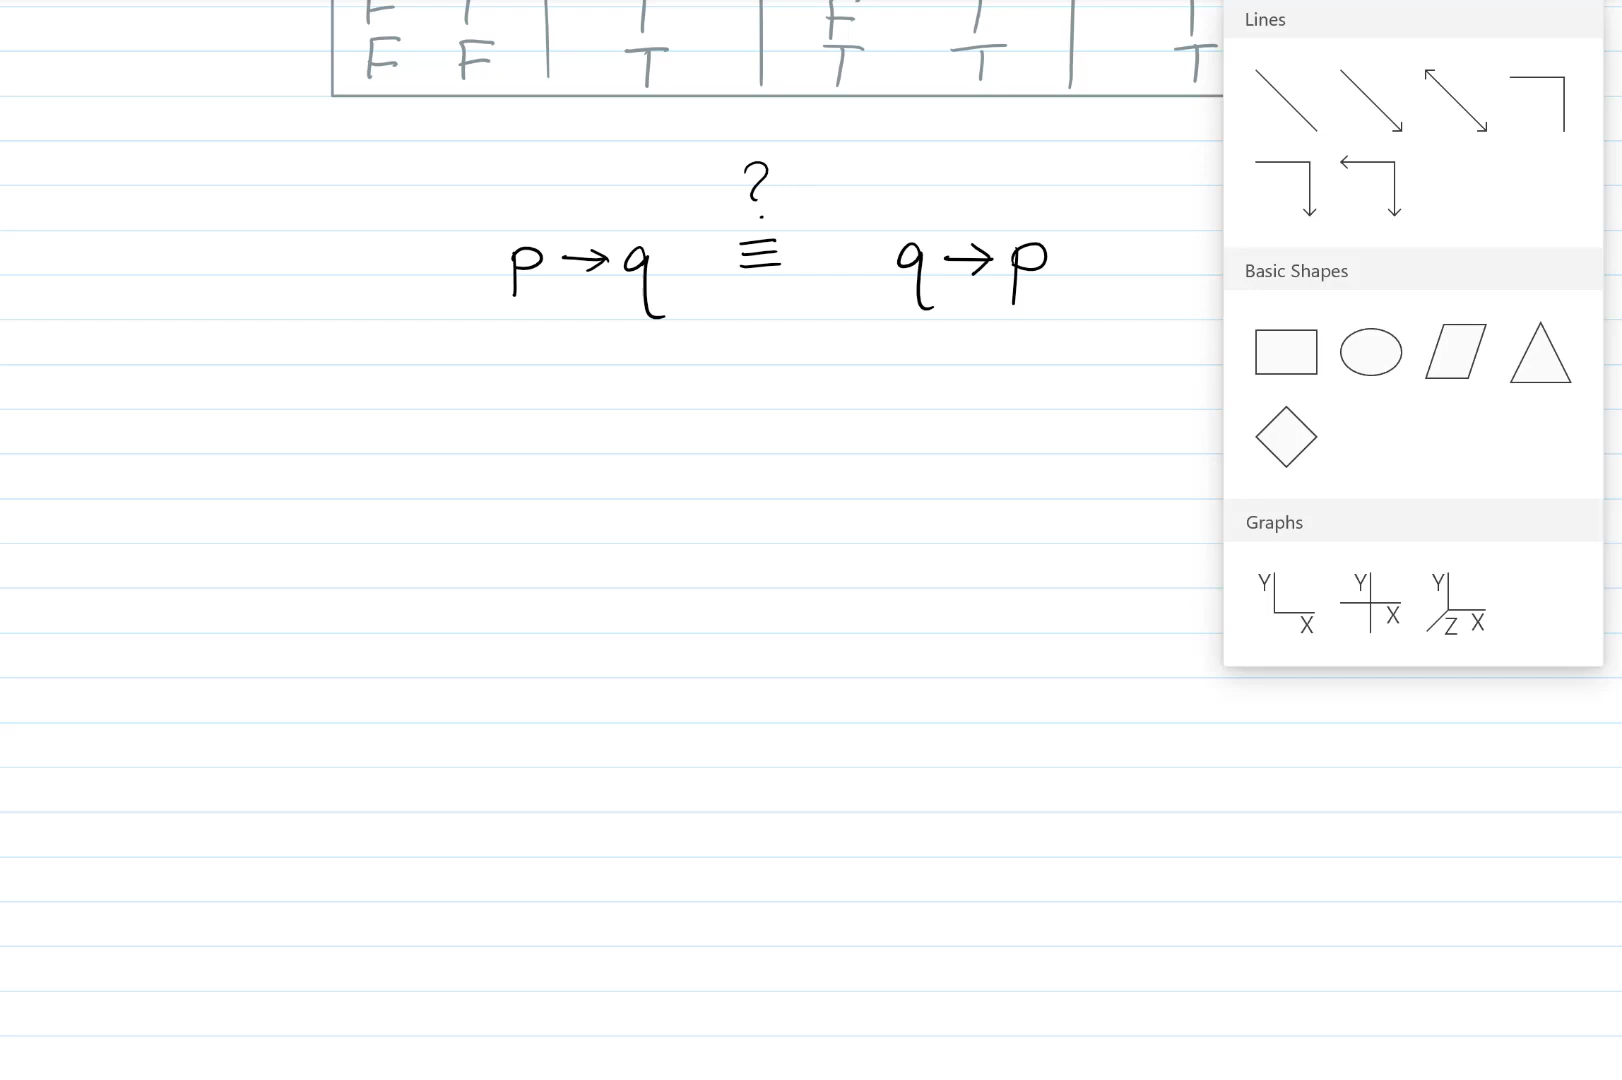 F F T F T T
?
p → q ≡ q → p
Lines
Basic Shapes
Graphs
Y X Y X Y Z X